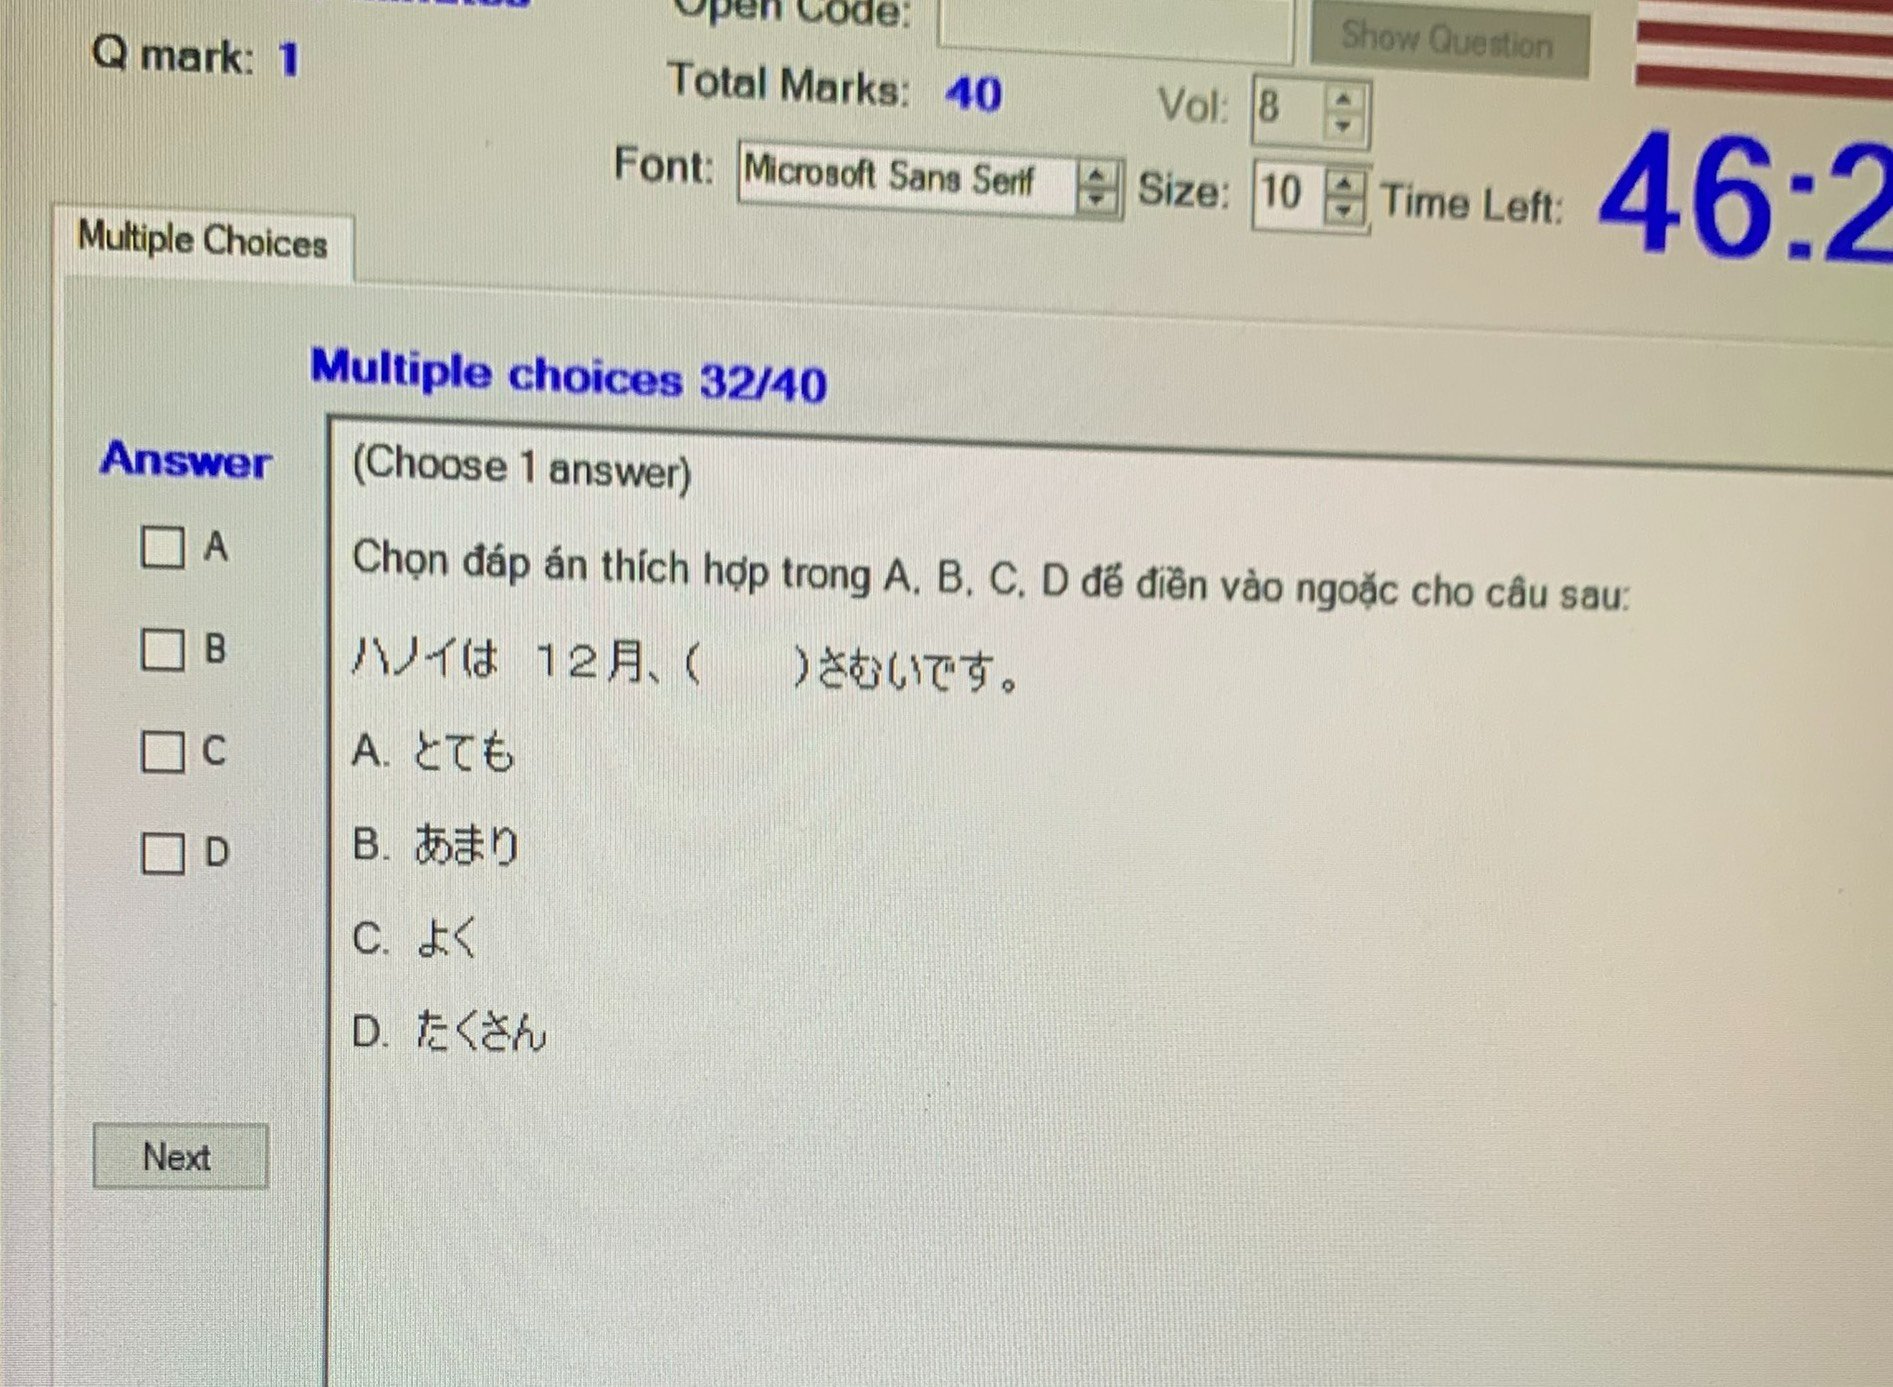 Q mark: 1
Open Code:
Show Question
Total Marks: 40
Vol: 8
Font: Microsoft Sans Serif
Size: 10
Time Left: 46:2
Multiple Choices
Multiple choices 32/40
Answer
(Choose 1 answer)
A
Chọn đáp án thích hợp trong A, B, C, D để điền vào ngoặc cho câu sau:
B
ハノイは 12月、( )さむいです。
C
A. とても
D
B. あまり
C. よく
D. たくさん
Next